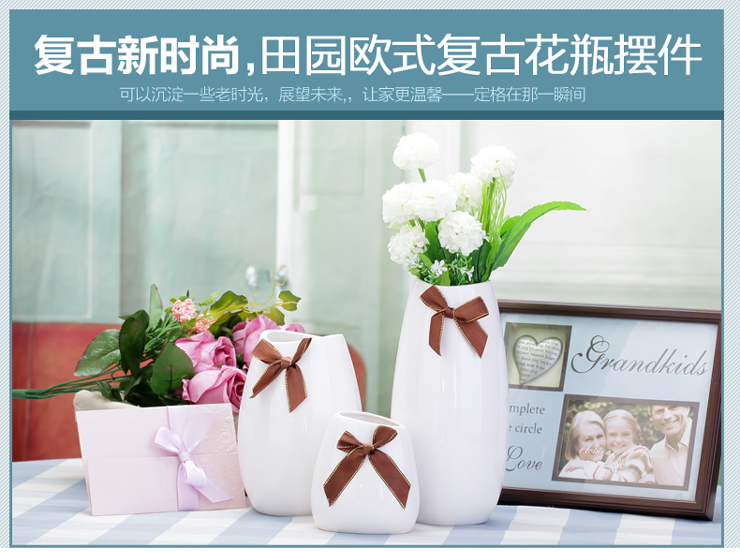 复古新时尚,田园欧式复古花瓶摆件
可以沉淀一些老时光，展望未来,，让家更温馨——定格在那一瞬间
Grandkids
mplete
circle
Love